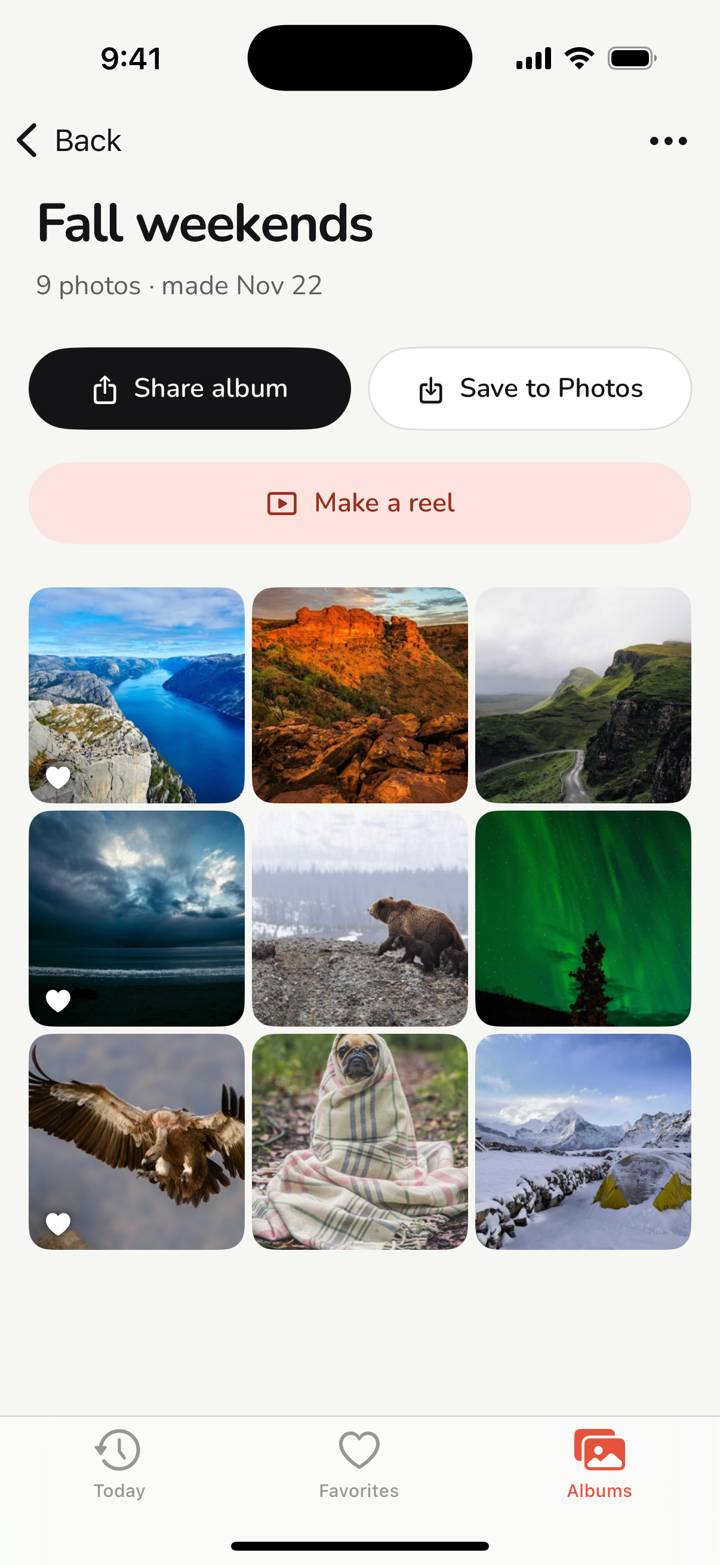 9:41
Back
Fall weekends
9 photos · made Nov 22
Share album
Save to Photos
Make a reel
Today
Favorites
Albums